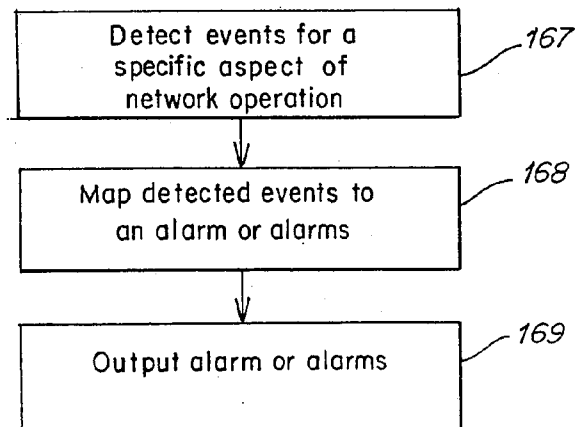 Detect events for a
specific aspect of
network operation
167
Map detected events to
an alarm or alarms
168
Output alarm or alarms
169